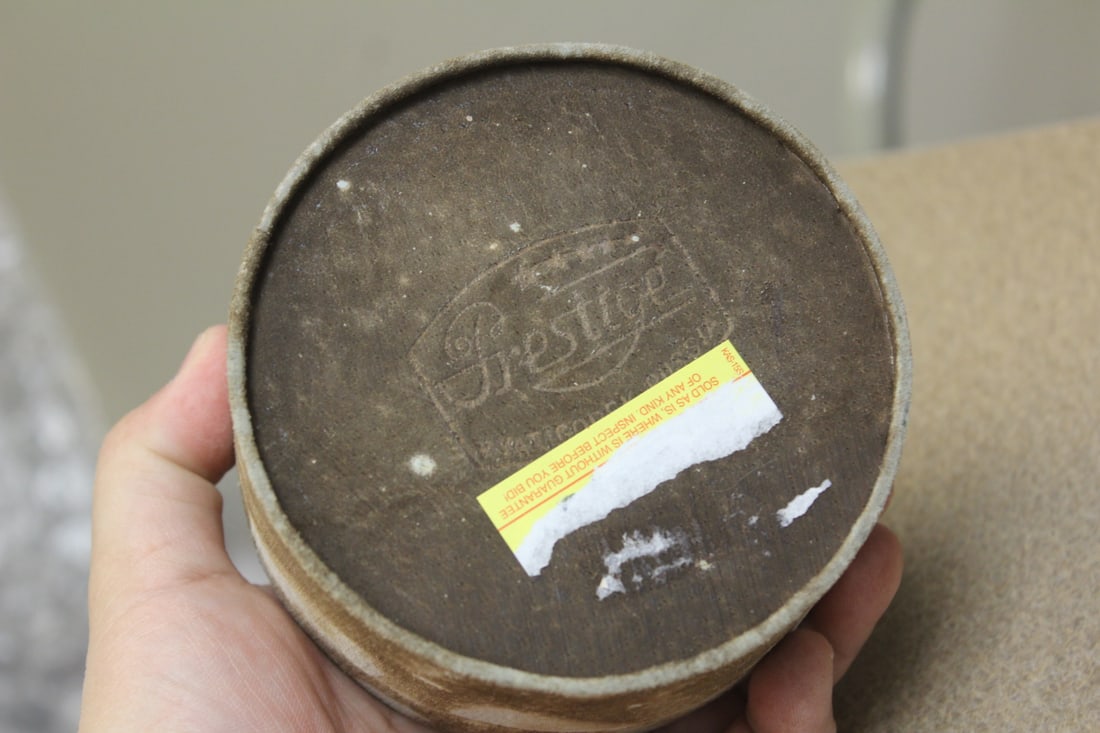 Prestige
SOLD AS IS, WHERE IS WITHOUT GUARANTEE
OF ANY KIND. INSPECT BEFORE YOU BID!